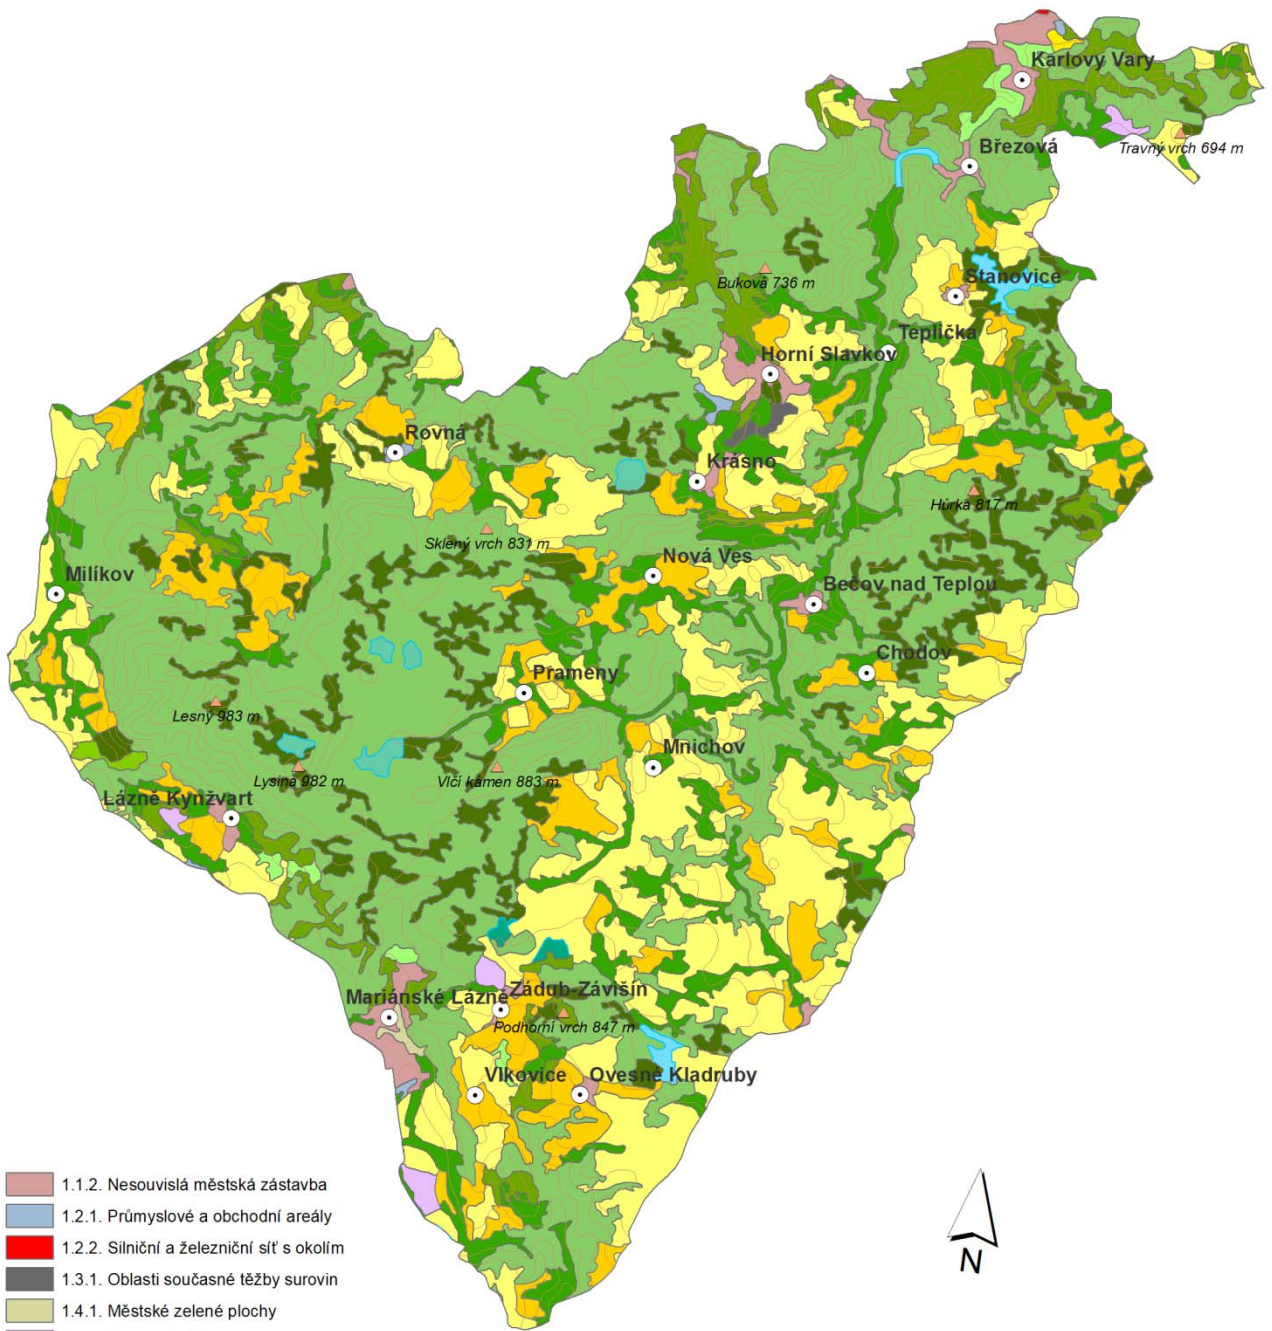 Karlovy Vary
Travný vrch 694 m
Březová
Buková 736 m
Stanovice
Teplička
Horní Slavkov
Rovná
Krásno
Hůrka 817 m
Sklený vrch 831 m
Nová Ves
Milíkov
Bečov nad Teplou
Chodov
Prameny
Lesný 983 m
Mnichov
Lysina 982 m
Vlčí kámen 883 m
Lázně Kynžvart
Zádub-Závišín
Mariánské Lázně
Podhorní vrch 847 m
Vlkovice
Ovesné Kladruby
1.1.2. Nesouvislá městská zástavba
1.2.1. Průmyslové a obchodní areály
1.2.2. Silniční a železniční síť s okolím
1.3.1. Oblasti současné těžby surovin
1.4.1. Městské zelené plochy
N